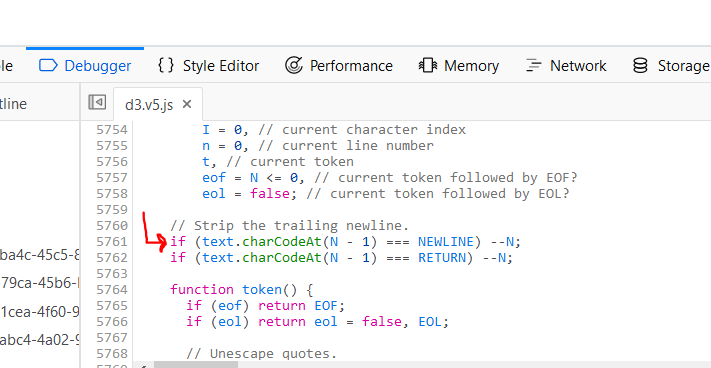 le Debugger {} Style Editor Performance Memory Network Storage
tline d3.v5.js ×
5754 I = 0, // current character index
5755 n = 0, // current line number
5756 t, // current token
5757 eof = N <= 0, // current token followed by EOF?
5758 eol = false; // current token followed by EOL?
5759
5760 // Strip the trailing newline.
5761 if (text.charCodeAt(N - 1) === NEWLINE) --N;
5762 if (text.charCodeAt(N - 1) === RETURN) --N;
5763
5764 function token() {
5765 if (eof) return EOF;
5766 if (eol) return eol = false, EOL;
5767
5768 // Unescape quotes.
ba4c-45c5-8
79ca-45b6-
1cea-4f60-9
abc4-4a02-9